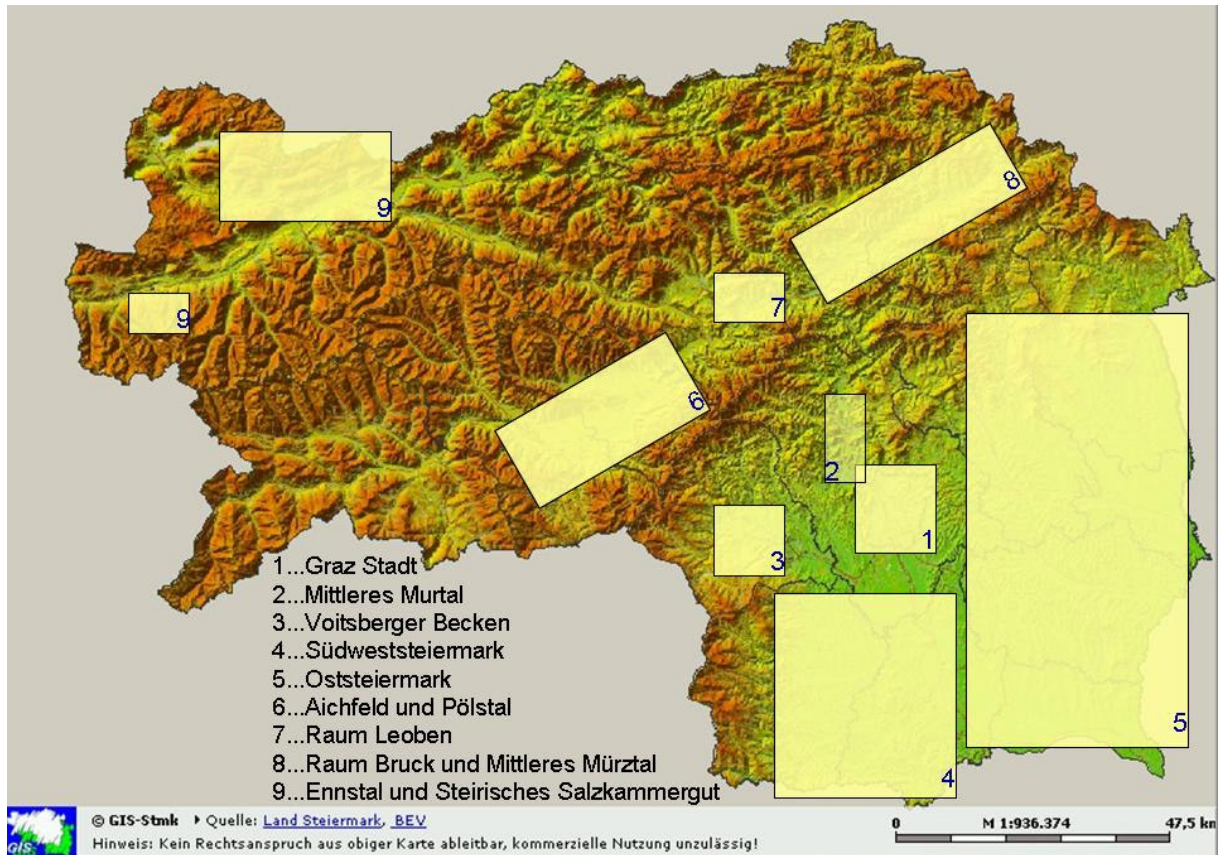 8
9
7
9
6
2
1
3
5
4
1...Graz Stadt
2...Mittleres Murtal
3...Voitsberger Becken
4...Südweststeiermark
5...Oststeiermark
6...Aichfeld und Pölstal
7...Raum Leoben
8...Raum Bruck und Mittleres Mürztal
9...Ennstal und Steirisches Salzkammergut
GIS
© GIS-Stmk Quelle: Land Steiermark, BEV
0 M 1:936.374 47,5 km
Hinweis: Kein Rechtsanspruch aus obiger Karte ableitbar, kommerzielle Nutzung unzulässig!